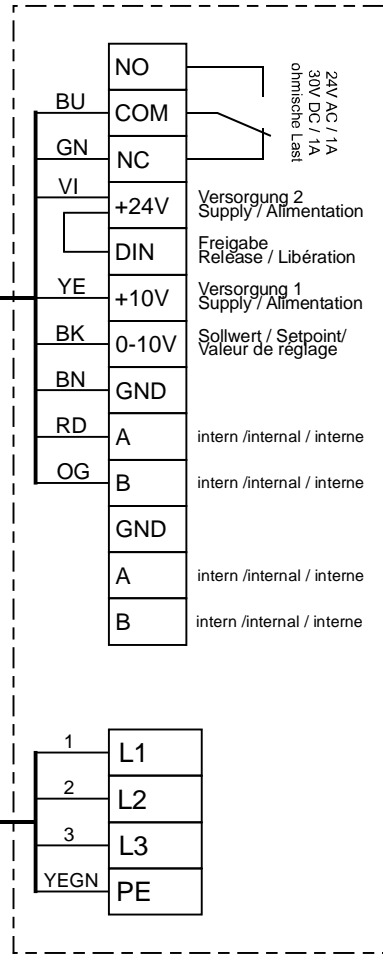 NO
24V AC / 1A
30V DC / 1A
ohmische Last
BU COM
GN NC
VI +24V Versorgung 2
Supply / Alimentation
DIN Freigabe
Release / Libération
YE +10V Versorgung 1
Supply / Alimentation
BK 0-10V Sollwert / Setpoint/
Valeur de réglage
BN GND
RD A intern /internal / interne
OG B intern /internal / interne
GND
A intern /internal / interne
B intern /internal / interne
1 L1
2 L2
3 L3
YEGN PE